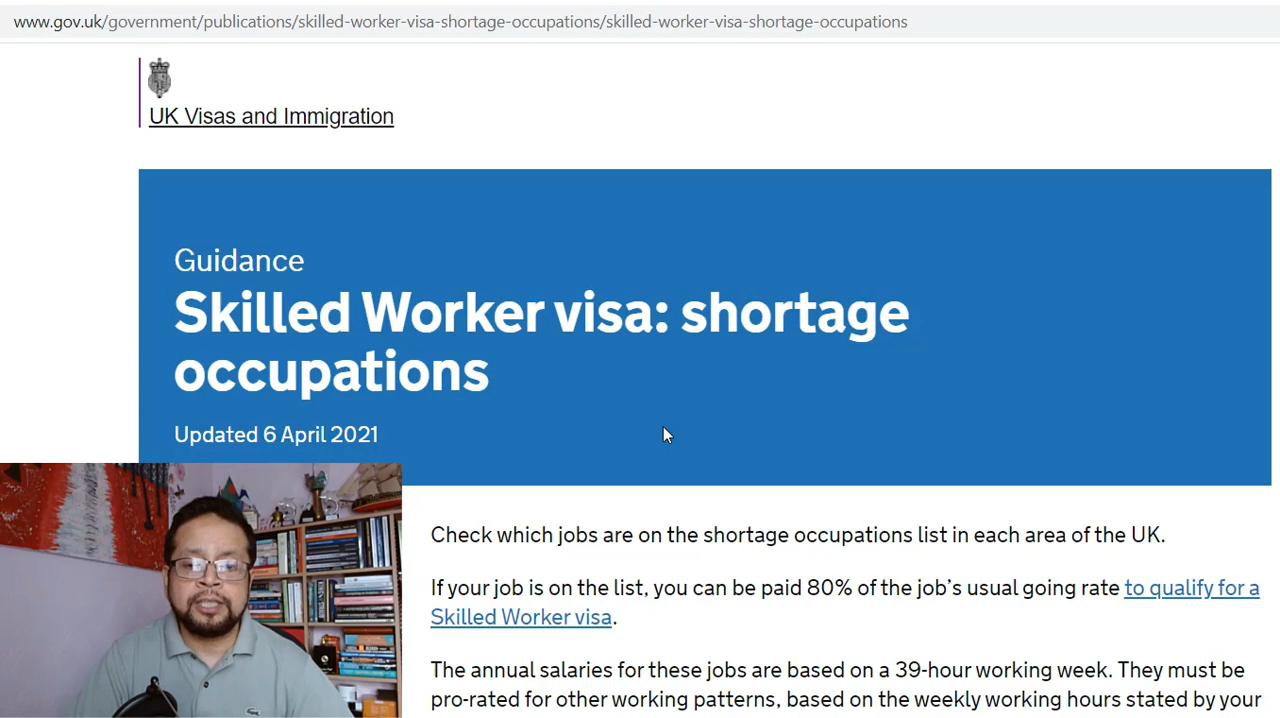 www.gov.uk/government/publications/skilled-worker-visa-shortage-occupations/skilled-worker-visa-shortage-occupations
UK Visas and Immigration
Guidance
Skilled Worker visa: shortage
occupations
Updated 6 April 2021
Check which jobs are on the shortage occupations list in each area of the UK.
If your job is on the list, you can be paid 80% of the job’s usual going rate to qualify for a
Skilled Worker visa.
The annual salaries for these jobs are based on a 39-hour working week. They must be
pro-rated for other working patterns, based on the weekly working hours stated by your